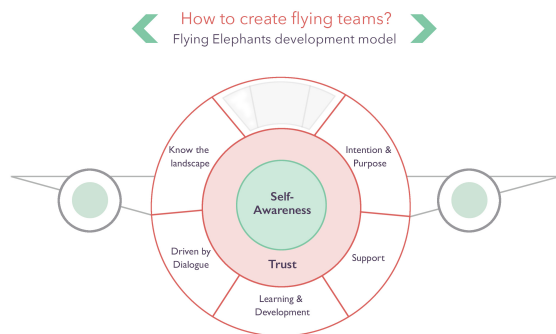 How to create flying teams?
Flying Elephants development model
Know the
landscape
Intention &
Purpose
Self-
Awareness
Driven by
Dialogue
Trust
Support
Learning &
Development